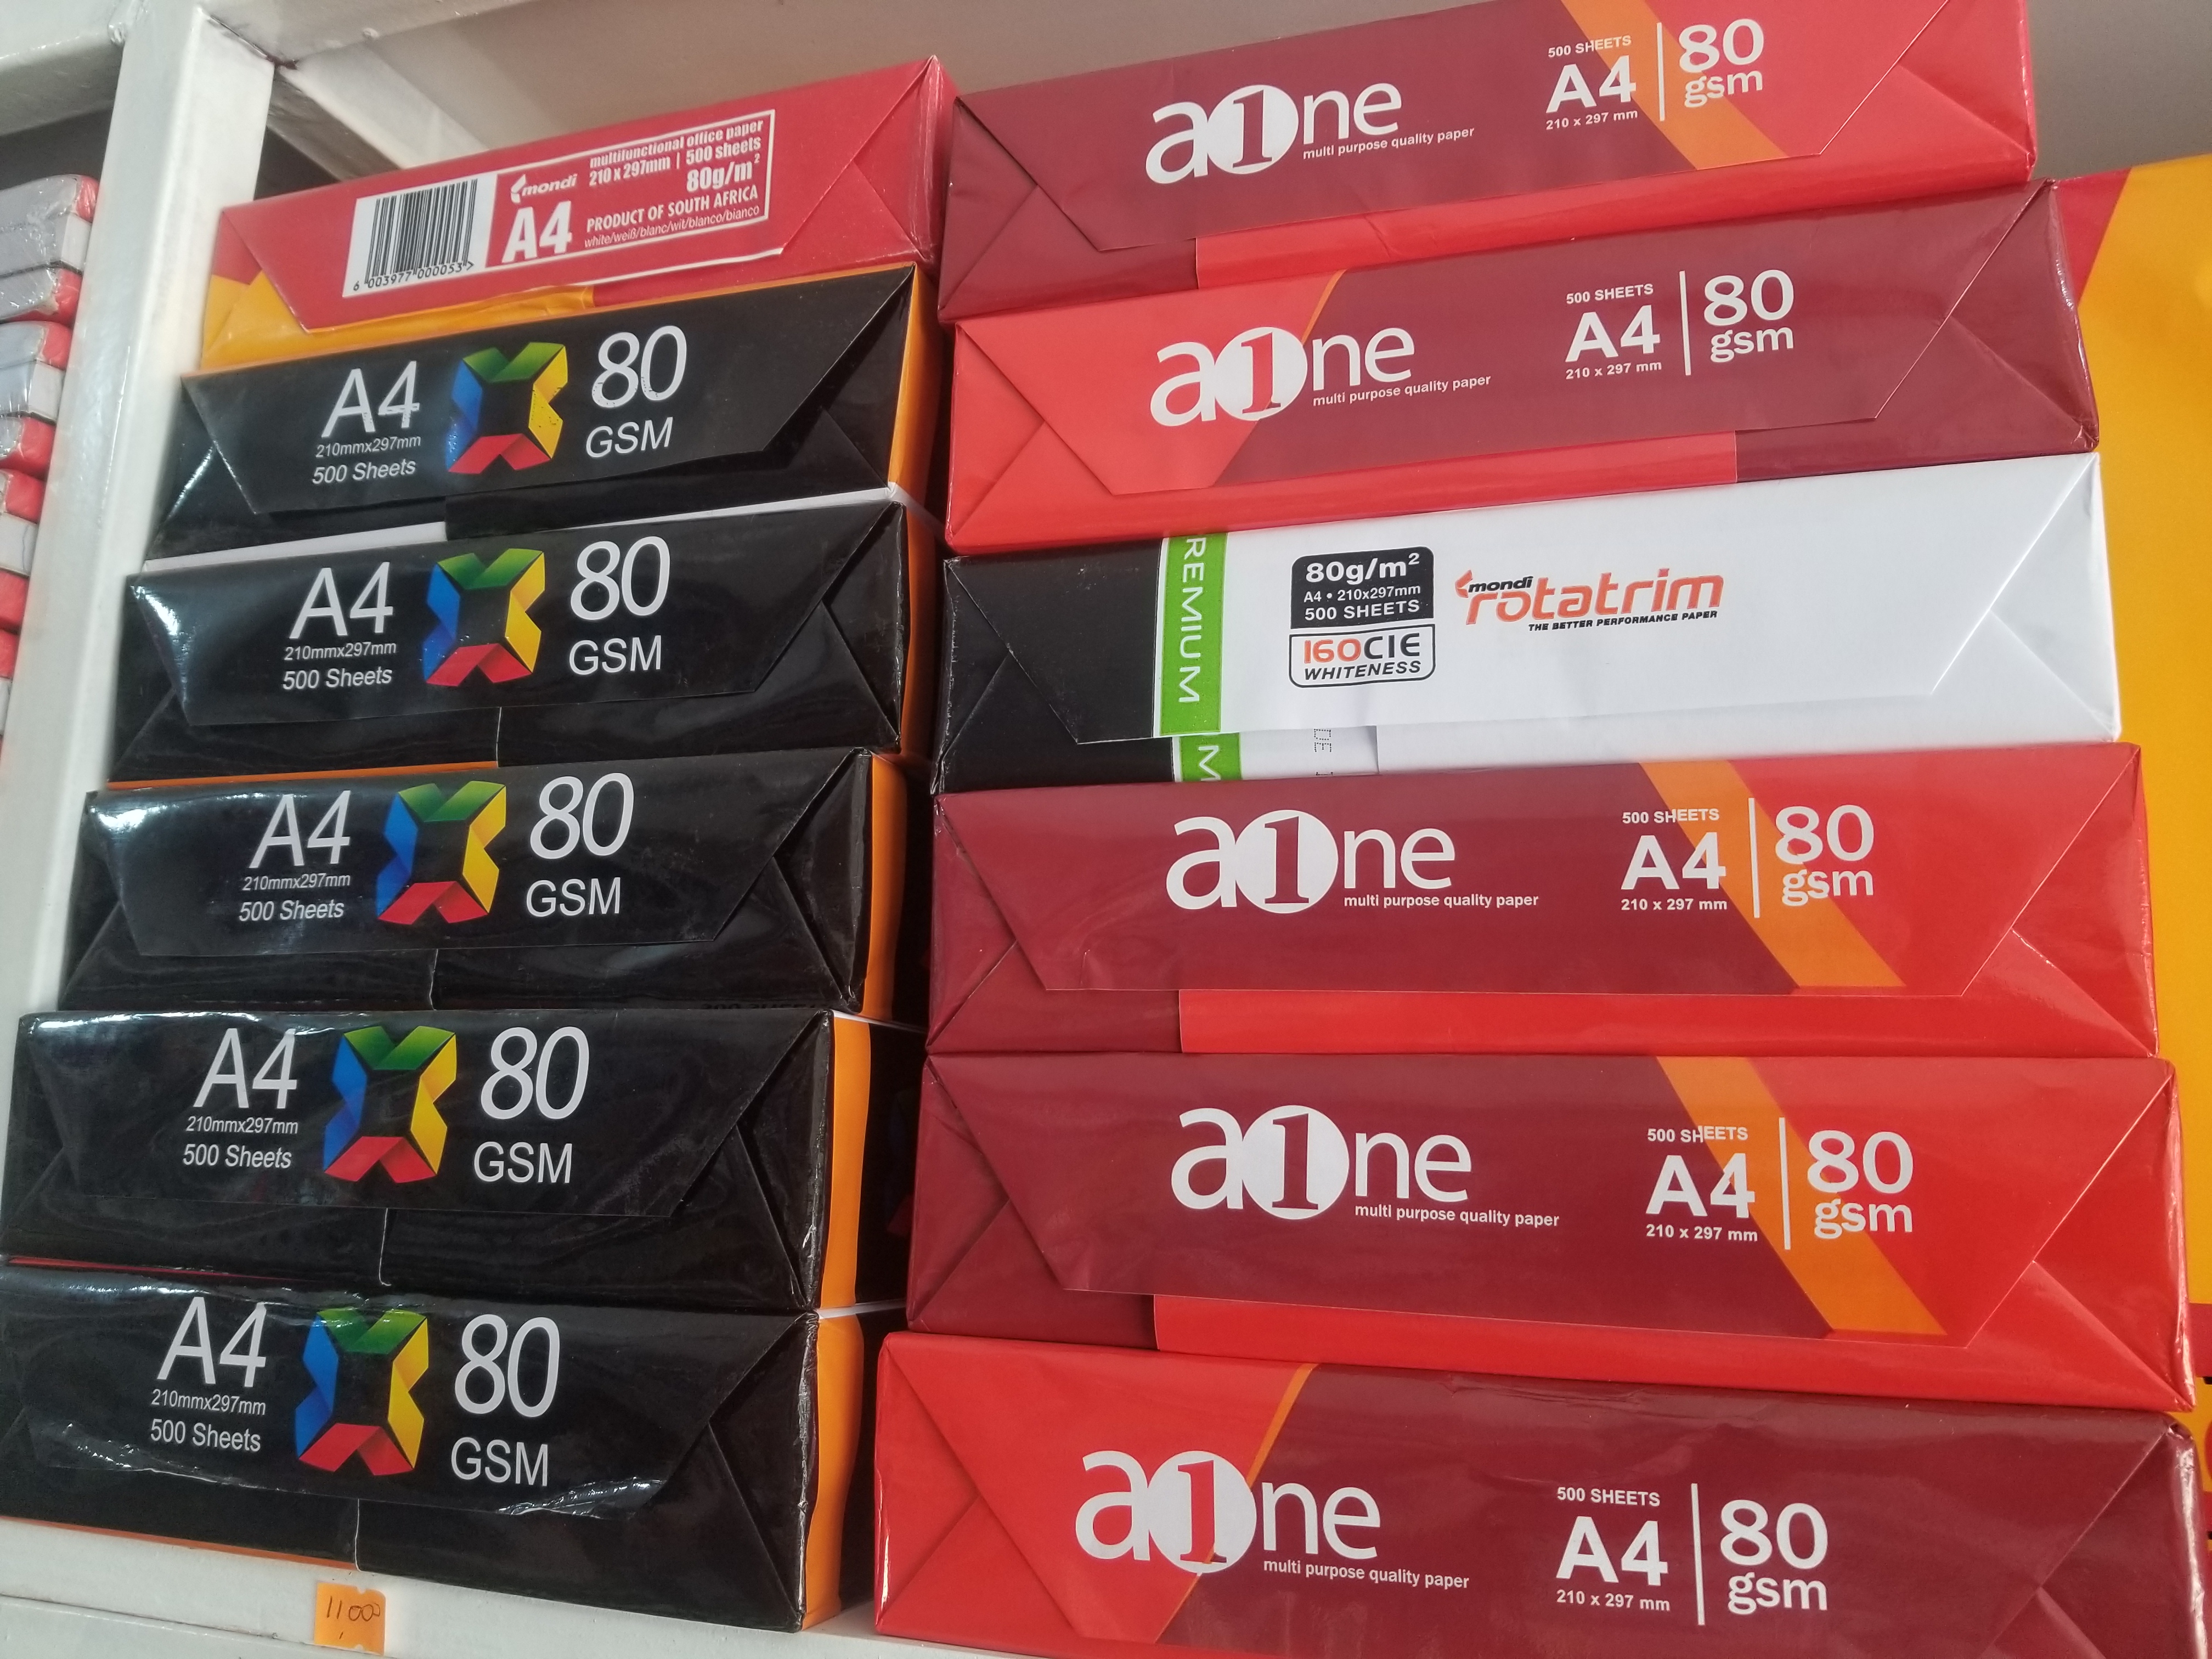 mondi
multifunctional office paper
210 x 297mm | 500 sheets
80g/m²
A4
PRODUCT OF SOUTH AFRICA
white/weiß/blanc/wit/blanco/bianco
6 003977 000053 >
A4
210mmx297mm
500 Sheets
80
GSM
A4
210mmx297mm
500 Sheets
80
GSM
A4
210mmx297mm
500 Sheets
80
GSM
A4
210mmx297mm
500 Sheets
80
GSM
A4
210mmx297mm
500 Sheets
80
GSM
a1ne
multi purpose quality paper
500 SHEETS
A4
210 x 297 mm
80
gsm
a1ne
multi purpose quality paper
500 SHEETS
A4
210 x 297 mm
80
gsm
REMIUM
M
80g/m²
A4 • 210x297mm
500 SHEETS
160CIE
WHITENESS
mondi
rotatrim
THE BETTER PERFORMANCE PAPER
a1ne
multi purpose quality paper
500 SHEETS
A4
210 x 297 mm
80
gsm
a1ne
multi purpose quality paper
500 SHEETS
A4
210 x 297 mm
80
gsm
a1ne
multi purpose quality paper
500 SHEETS
A4
210 x 297 mm
80
gsm